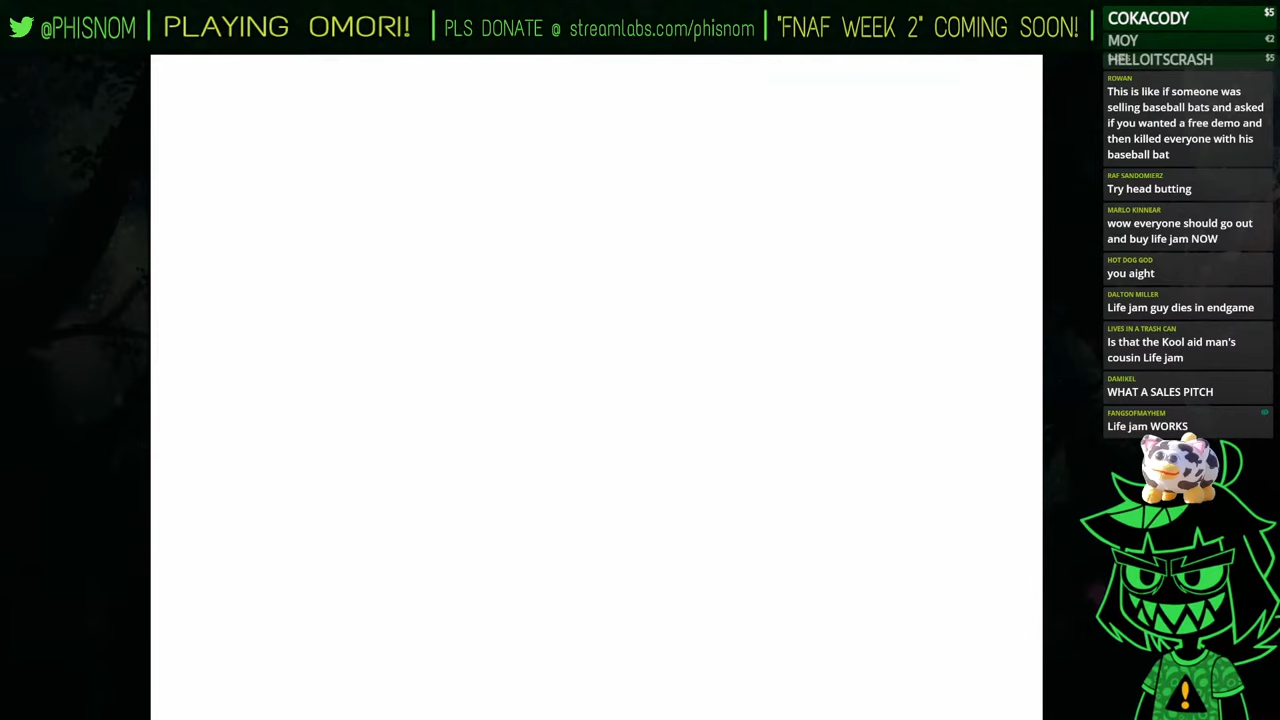 @PHISNOM | PLAYING OMORI! | PLS DONATE @ streamlabs.com/phisnom | "FNAF WEEK 2" COMING SOON! |
COKACODY $5
MOY €2
HELLOITSCRASH $5
ROWAN
This is like if someone was
selling baseball bats and asked
if you wanted a free demo and
then killed everyone with his
baseball bat
RAF SANDOMIERZ
Try head butting
MARLO KINNEAR
wow everyone should go out
and buy life jam NOW
HOT DOG GOD
you aight
DALTON MILLER
Life jam guy dies in endgame
LIVES IN A TRASH CAN
Is that the Kool aid man's
cousin Life jam
DAMIKEL
WHAT A SALES PITCH
FANGSOFMAYHEM
Life jam WORKS